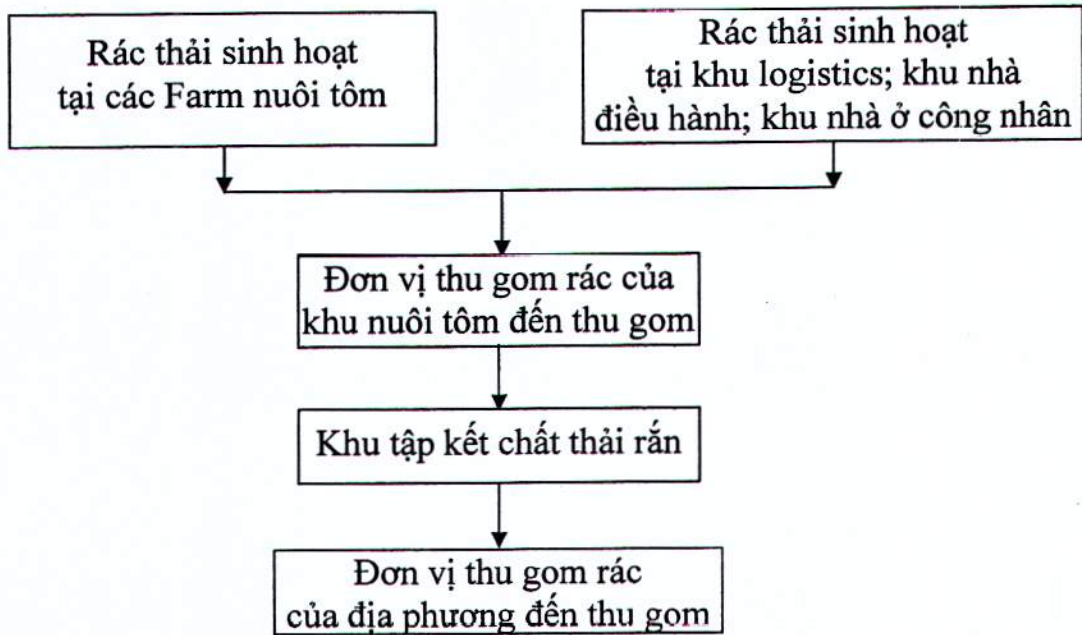 Rác thải sinh hoạt
tại các Farm nuôi tôm
Rác thải sinh hoạt
tại khu logistics; khu nhà
điều hành; khu nhà ở công nhân
Đơn vị thu gom rác của
khu nuôi tôm đến thu gom
Khu tập kết chất thải rắn
Đơn vị thu gom rác
của địa phương đến thu gom